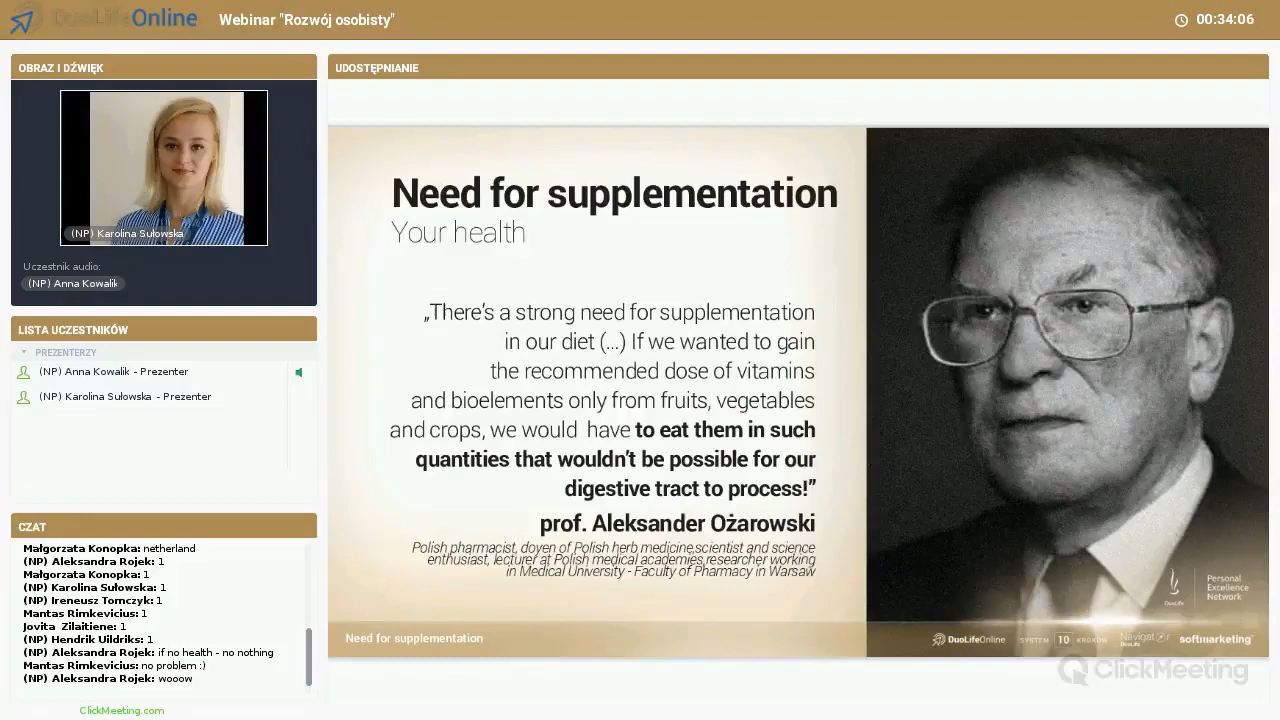 DuoLifeOnline
Webinar "Rozwój osobisty"
00:34:06
OBRAZ I DŹWIĘK
(NP) Karolina Sułowska
Uczestnik audio:
(NP) Anna Kowalik
LISTA UCZESTNIKÓW
PREZENTERZY
(NP) Anna Kowalik - Prezenter
(NP) Karolina Sułowska - Prezenter
CZAT
Małgorzata Konopka: netherland
(NP) Aleksandra Rojek: 1
Małgorzata Konopka: 1
(NP) Karolina Sułowska: 1
(NP) Ireneusz Tomczyk: 1
Mantas Rimkevicius: 1
Jovita Zilaitiene: 1
(NP) Hendrik Uildriks: 1
(NP) Aleksandra Rojek: if no health - no nothing
Mantas Rimkevicius: no problem :)
(NP) Aleksandra Rojek: wooow
ClickMeeting.com
UDOSTĘPNIANIE
Need for supplementation
Your health
„There's a strong need for supplementation
in our diet (...) If we wanted to gain
the recommended dose of vitamins
and bioelements only from fruits, vegetables
and crops, we would have to eat them in such
quantities that wouldn't be possible for our
digestive tract to process!”
prof. Aleksander Ożarowski
Polish pharmacist, doyen of Polish herb medicine,scientist and science
enthusiast, lecturer at Polish medical academies,researcher working
in Medical University - Faculty of Pharmacy in Warsaw
DuoLife
Personal
Excellence
Network
Need for supplementation
DuoLifeOnline
SYSTEM 10 KROKÓW
Navigator
DuoLife
softmarketing
ClickMeeting